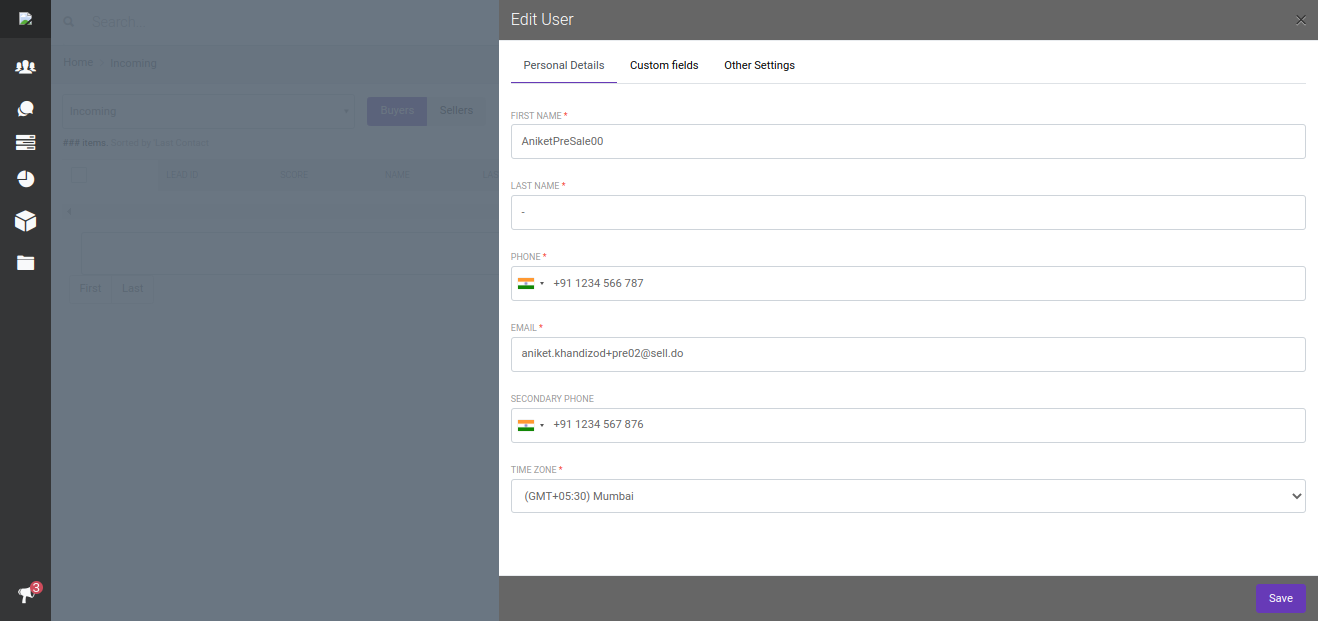 Search...
Edit User
Home
Incoming
Personal Details
Custom fields
Other Settings
Incoming
Buyers
Sellers
### items Sorted by Last Contact
LEAD ID
SCORE
NAME
FIRST NAME *
AniketPreSale00
LAST NAME *
-
PHONE *
+91 1234 566 787
EMAIL *
aniket.khandizod+pre02@sell.do
First
Last
SECONDARY PHONE
+91 1234 567 876
TIME ZONE *
(GMT+05:30) Mumbai
3
Save